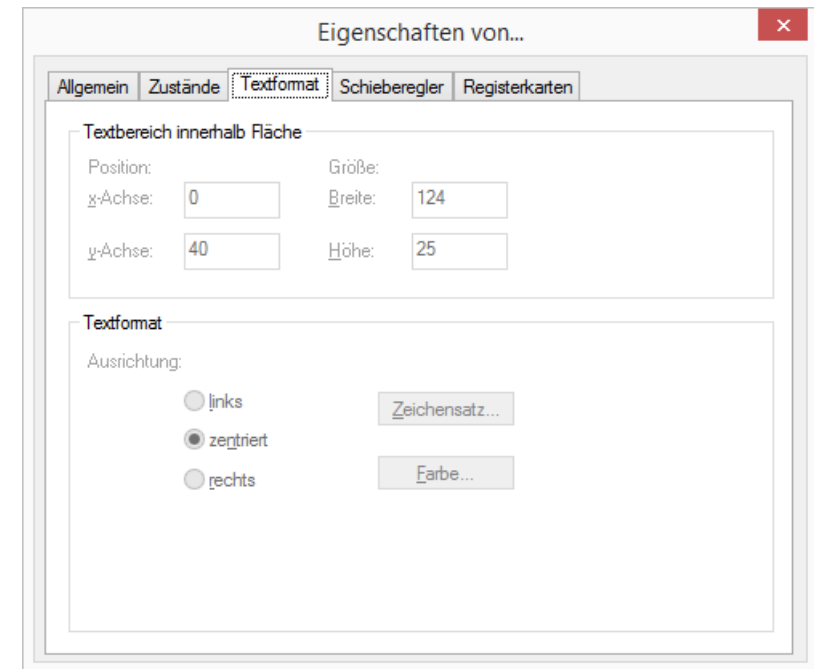 Eigenschaften von...
Allgemein Zustände Textformat Schieberegler Registerkarten
Textbereich innerhalb Fläche
Position: Größe:
x-Achse: 0 Breite: 124
y-Achse: 40 Höhe: 25
Textformat
Ausrichtung:
links
Zeichensatz...
zentriert
Farbe...
rechts